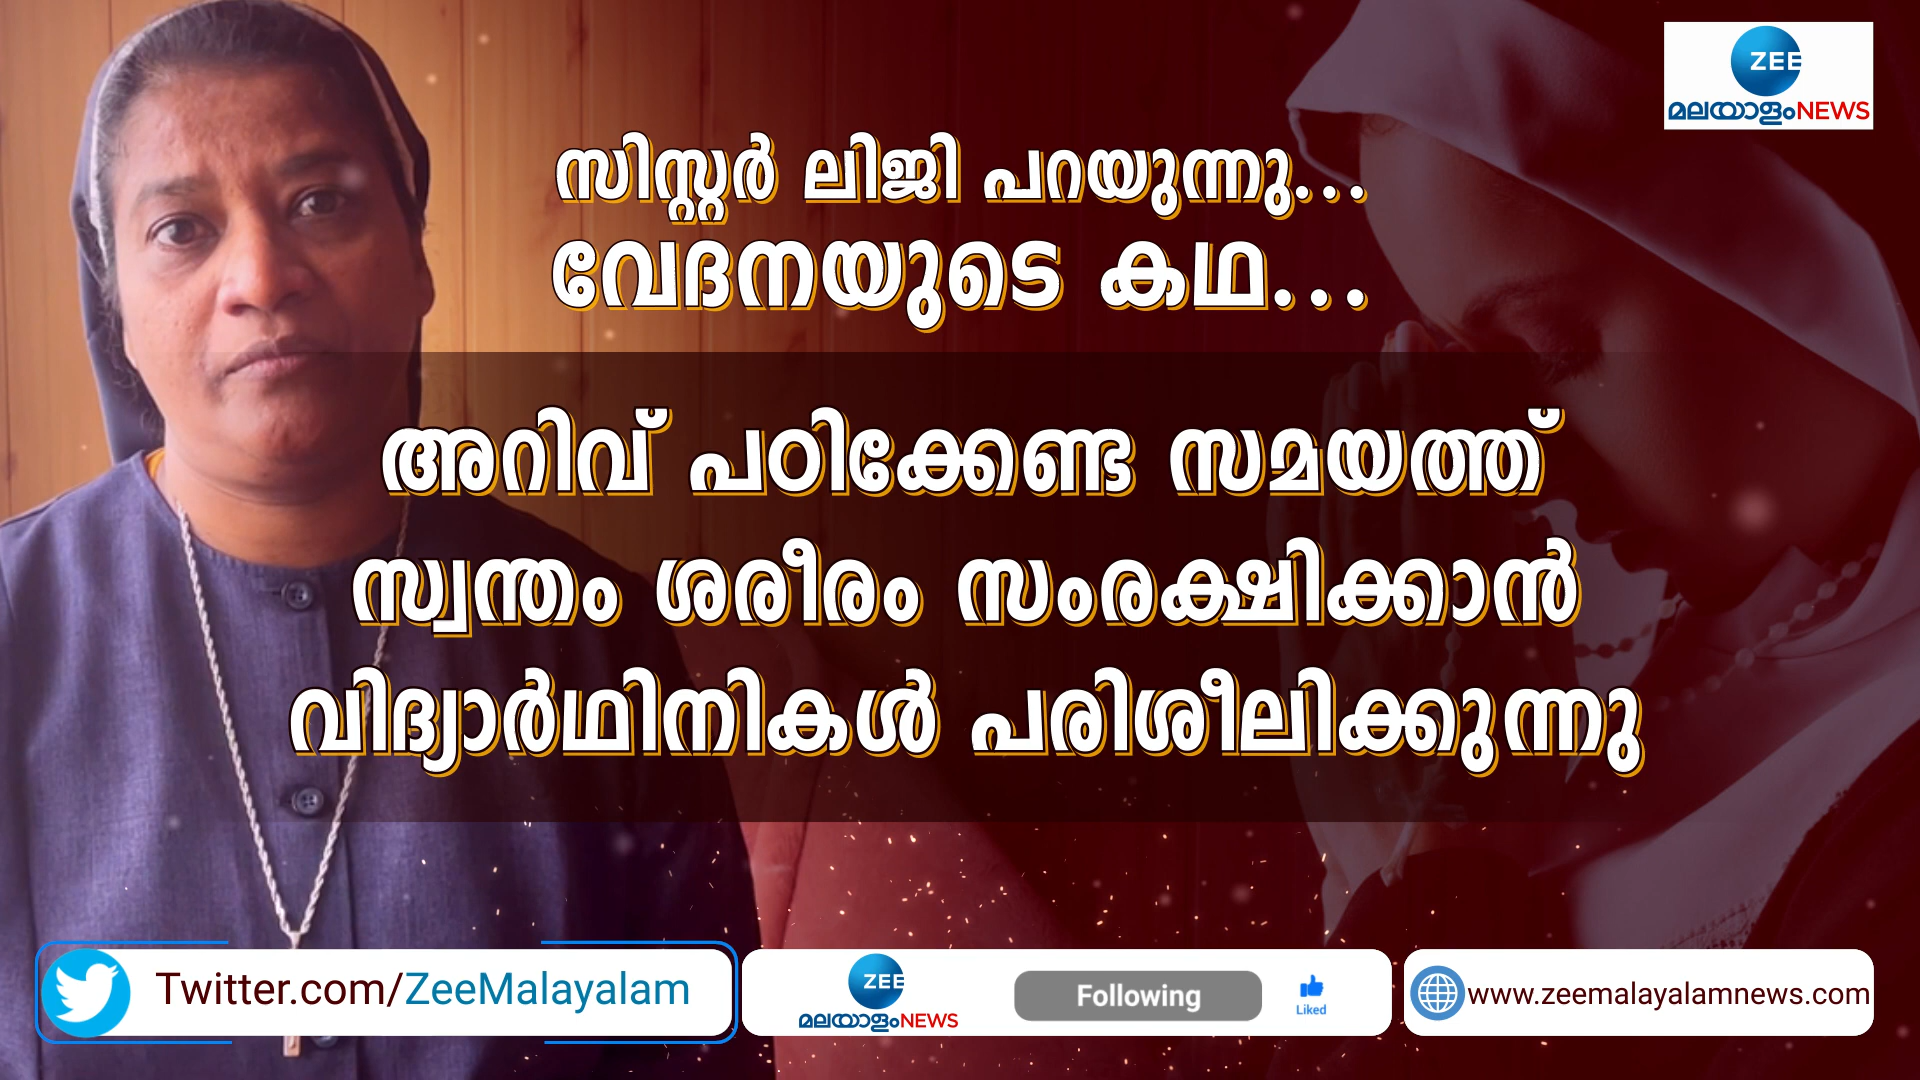 ZEE
മലയാളംNEWS
സിസ്റ്റർ ലിജി പറയുന്നു...
വേദനയുടെ കഥ...
അറിവ് പഠിക്കേണ്ട സമയത്ത്
സ്വന്തം ശരീരം സംരക്ഷിക്കാൻ
വിദ്യാർഥിനികൾ പരിശീലിക്കുന്നു
Twitter.com/ZeeMalayalam
ZEE
മലയാളംNEWS
Following
Liked
www.zeemalayalamnews.com